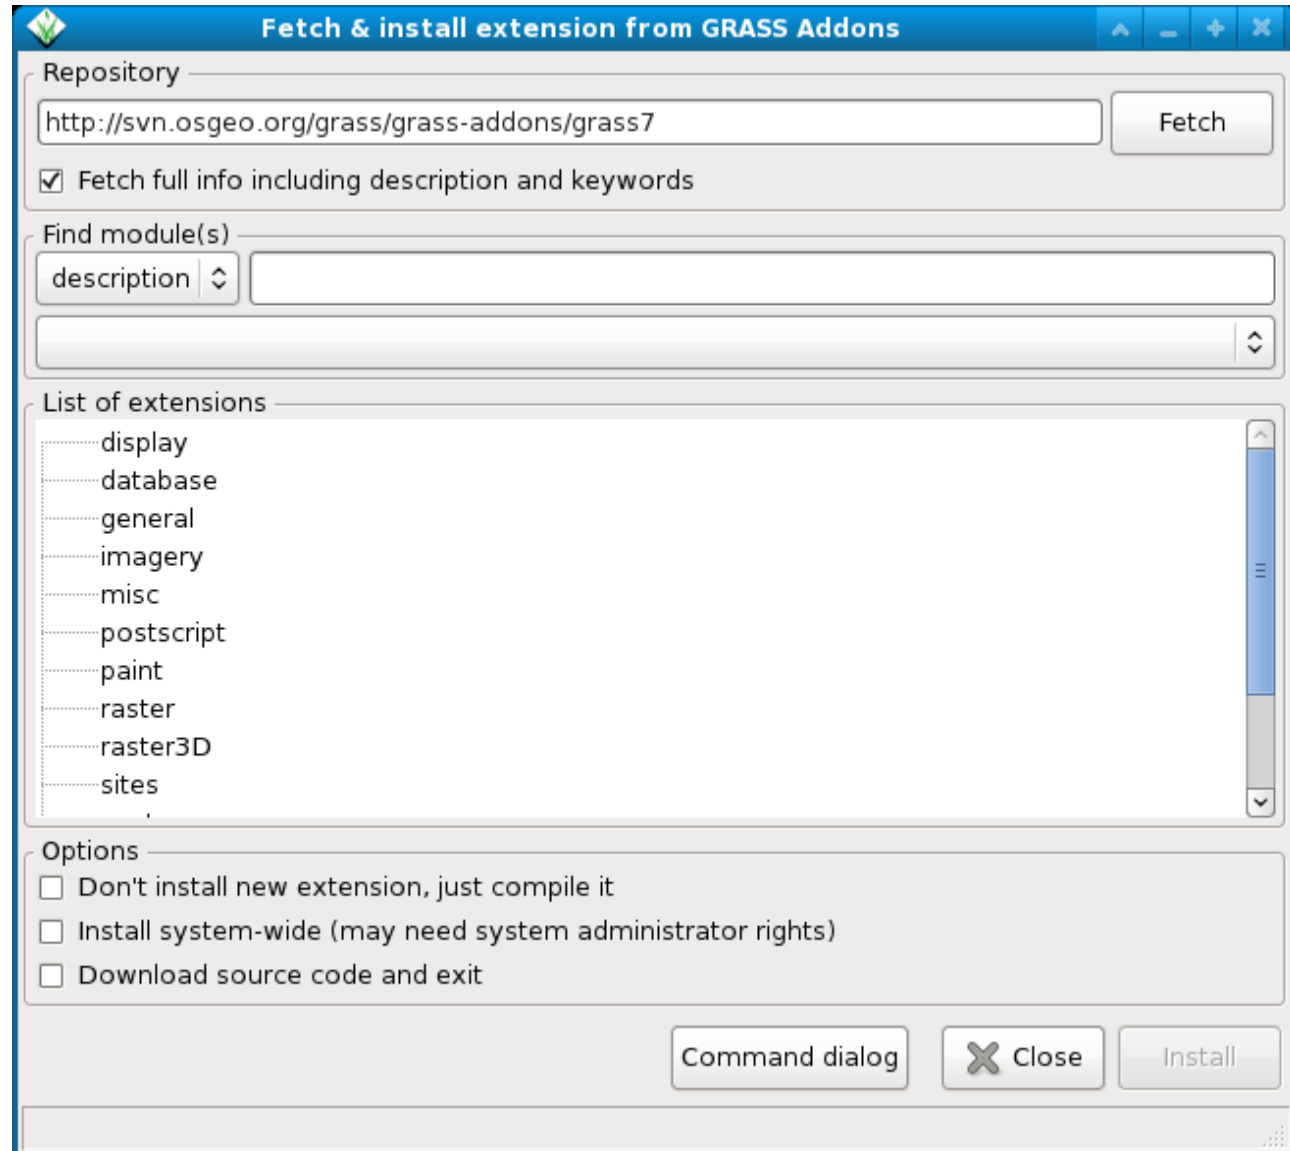 Fetch & install extension from GRASS Addons
Repository
http://svn.osgeo.org/grass/grass-addons/grass7
Fetch
Fetch full info including description and keywords
Find module(s)
description
List of extensions
display
database
general
imagery
misc
postscript
paint
raster
raster3D
sites
Options
Don't install new extension, just compile it
Install system-wide (may need system administrator rights)
Download source code and exit
Command dialog
Close
Install